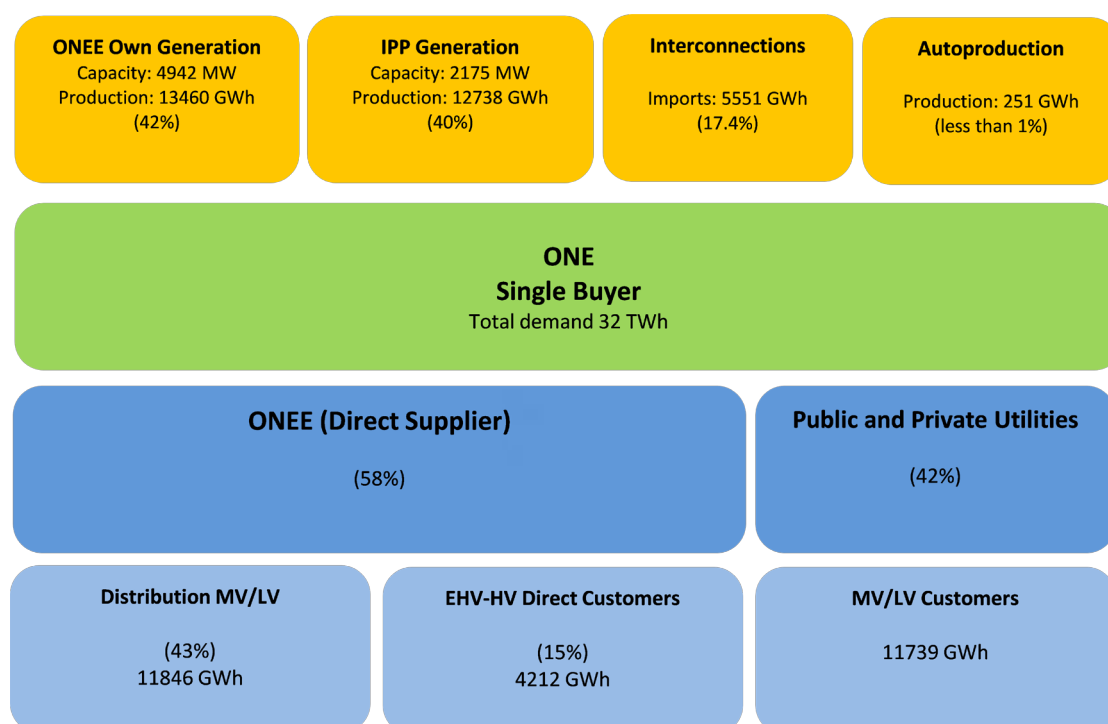 ONEE Own Generation
Capacity: 4942 MW
Production: 13460 GWh
(42%)
IPP Generation
Capacity: 2175 MW
Production: 12738 GWh
(40%)
Interconnections
Imports: 5551 GWh
(17.4%)
Autoproduction
Production: 251 GWh
(less than 1%)
ONE
Single Buyer
Total demand 32 TWh
ONEE (Direct Supplier)
(58%)
Public and Private Utilities
(42%)
Distribution MV/LV
(43%)
11846 GWh
EHV-HV Direct Customers
(15%)
4212 GWh
MV/LV Customers
11739 GWh